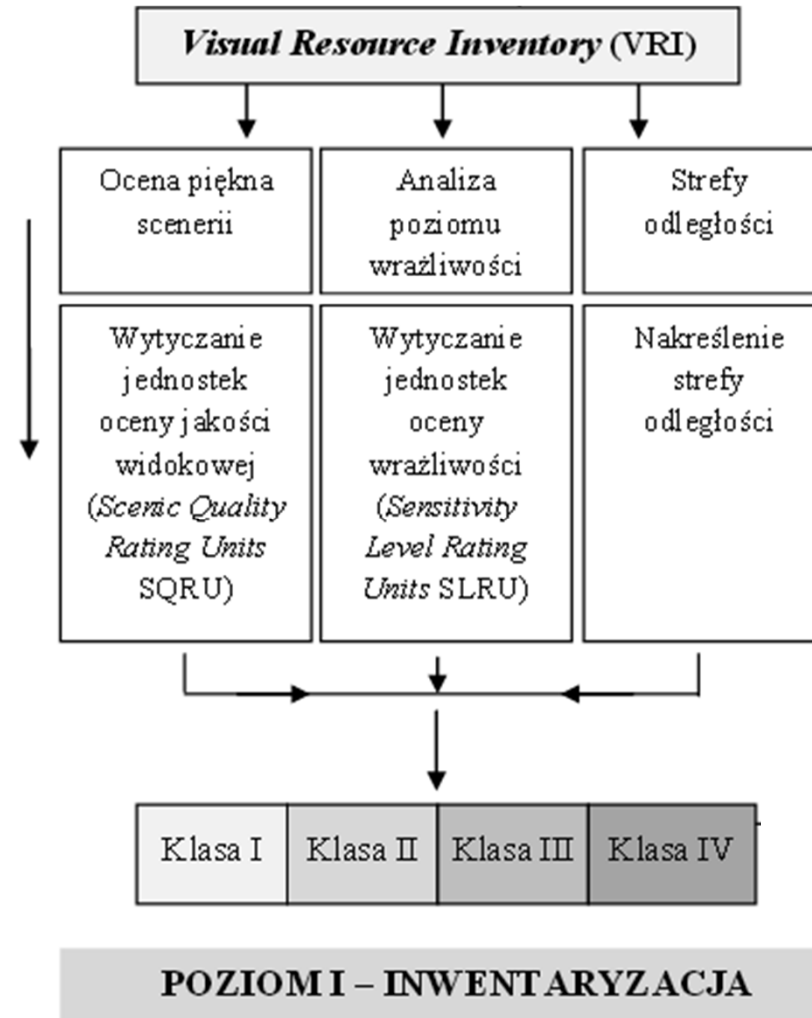 Visual Resource Inventory (VRI)
Ocena piękna
scenerii
Analiza
poziomu
wrażliwości
Strefy
odległości
Wytyczanie
jednostek
oceny jakości
widokowej
(Scenic Quality
Rating Units
SQRU)
Wytyczanie
jednostek
oceny
wrażliwości
(Sensitivity
Level Rating
Units SLRU)
Nakreślenie
strefy
odległości
Klasa I
Klasa II
Klasa III
Klasa IV
POZIOM I – INWENTARYZACJA